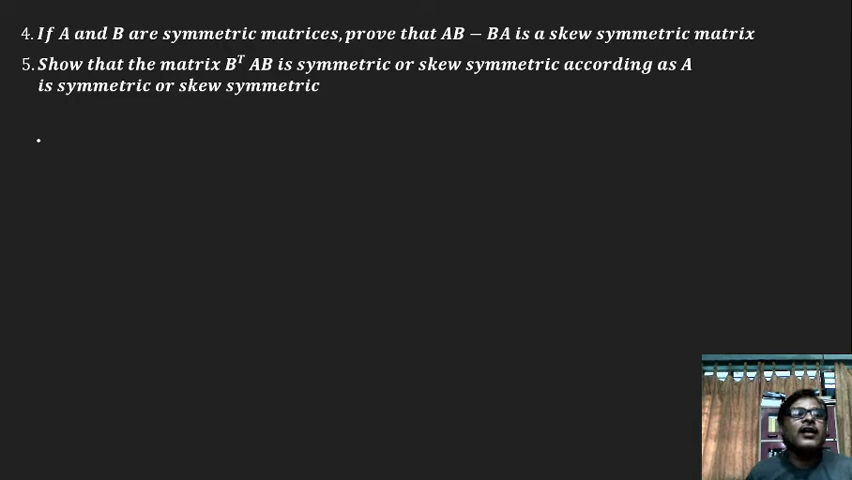 4. If A and B are symmetric matrices, prove that AB − BA is a skew symmetric matrix
5. Show that the matrix Bᵀ AB is symmetric or skew symmetric according as A
is symmetric or skew symmetric